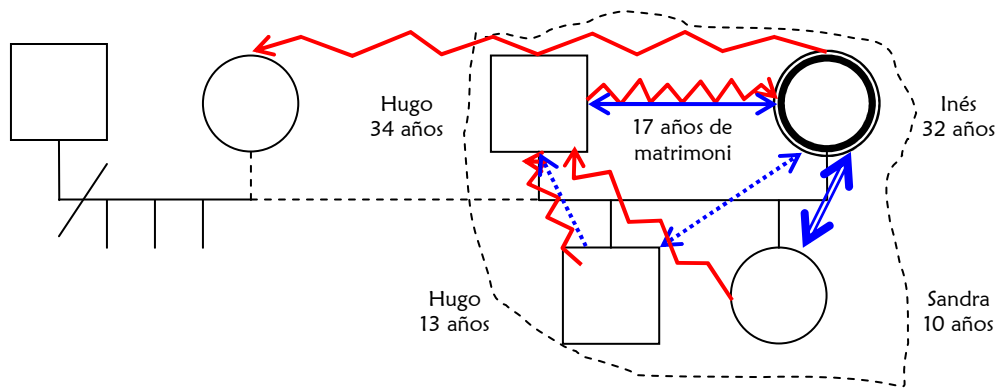 Hugo
34 años
17 años de
matrimoni
Inés
32 años
Hugo
13 años
Sandra
10 años